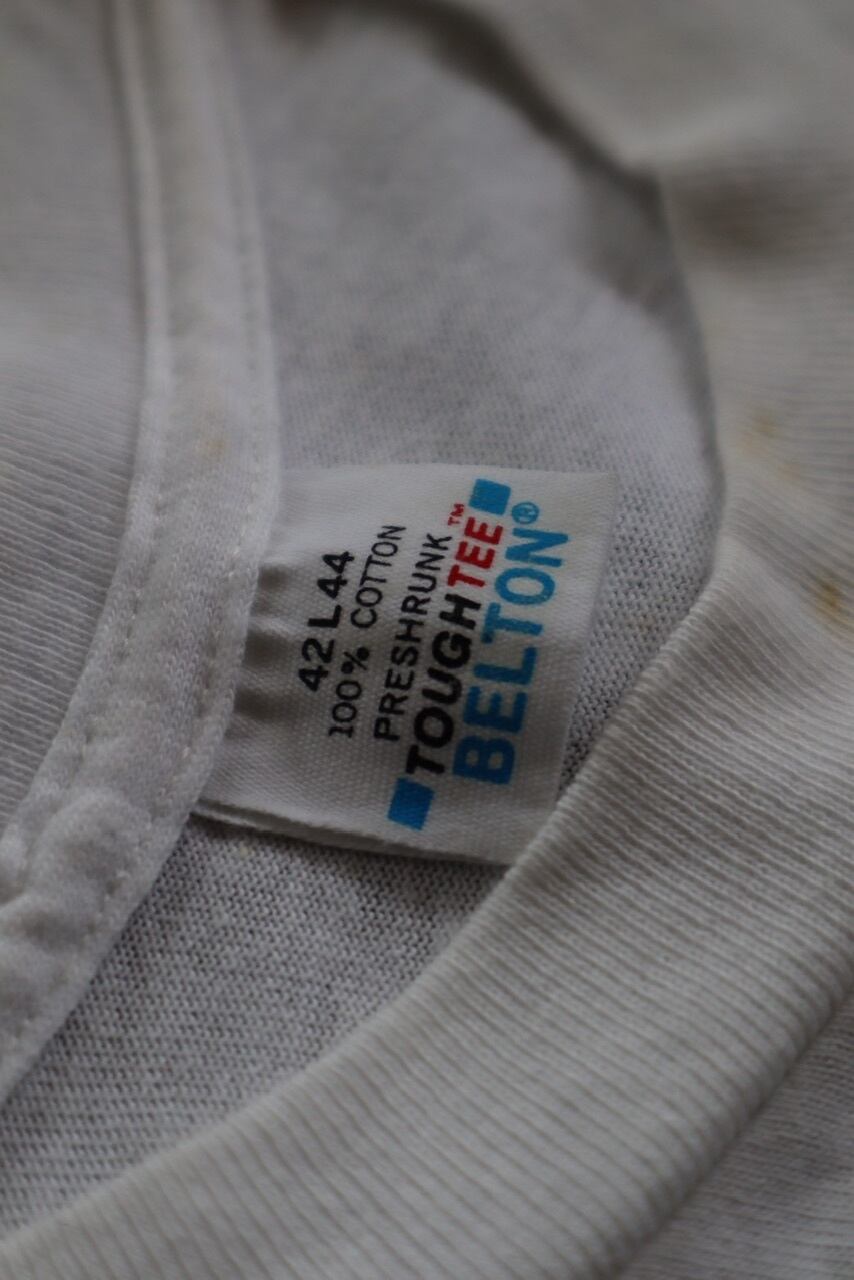 42 L 44
100% COTTON
PRESHRUNK
TOUGHTEE™
BELTON®